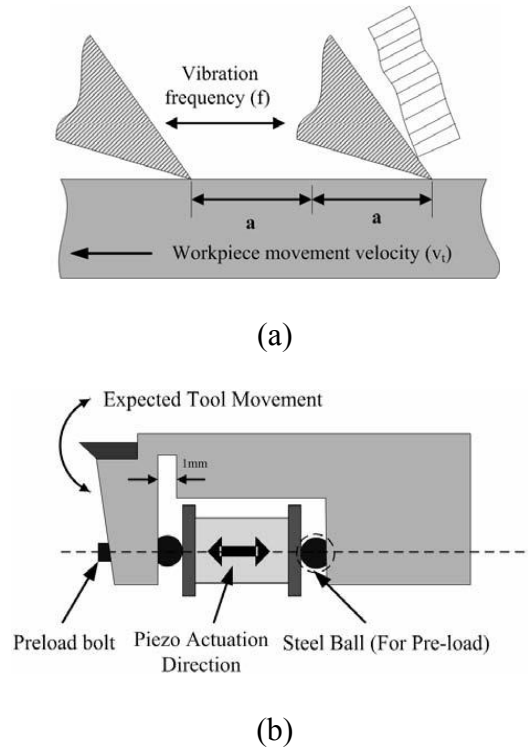 Vibration
frequency (f)
a
a
Workpiece movement velocity (vₜ)
(a)
Expected Tool Movement
1mm
Preload bolt
Piezo Actuation
Direction
Steel Ball (For Pre-load)
(b)